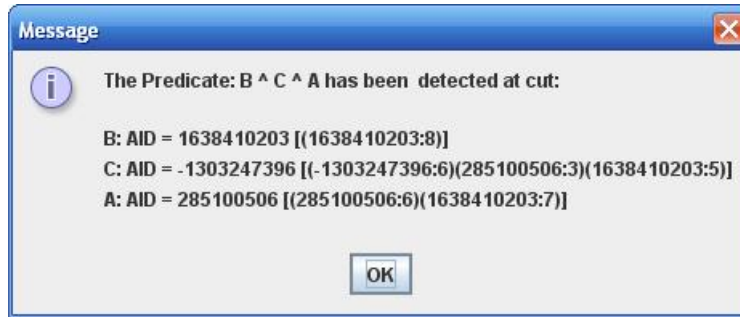 Message
The Predicate: B ^ C ^ A has been detected at cut:
B: AID = 1638410203 [(1638410203:8)]
C: AID = -1303247396 [(-1303247396:6)(285100506:3)(1638410203:5)]
A: AID = 285100506 [(285100506:6)(1638410203:7)]
OK